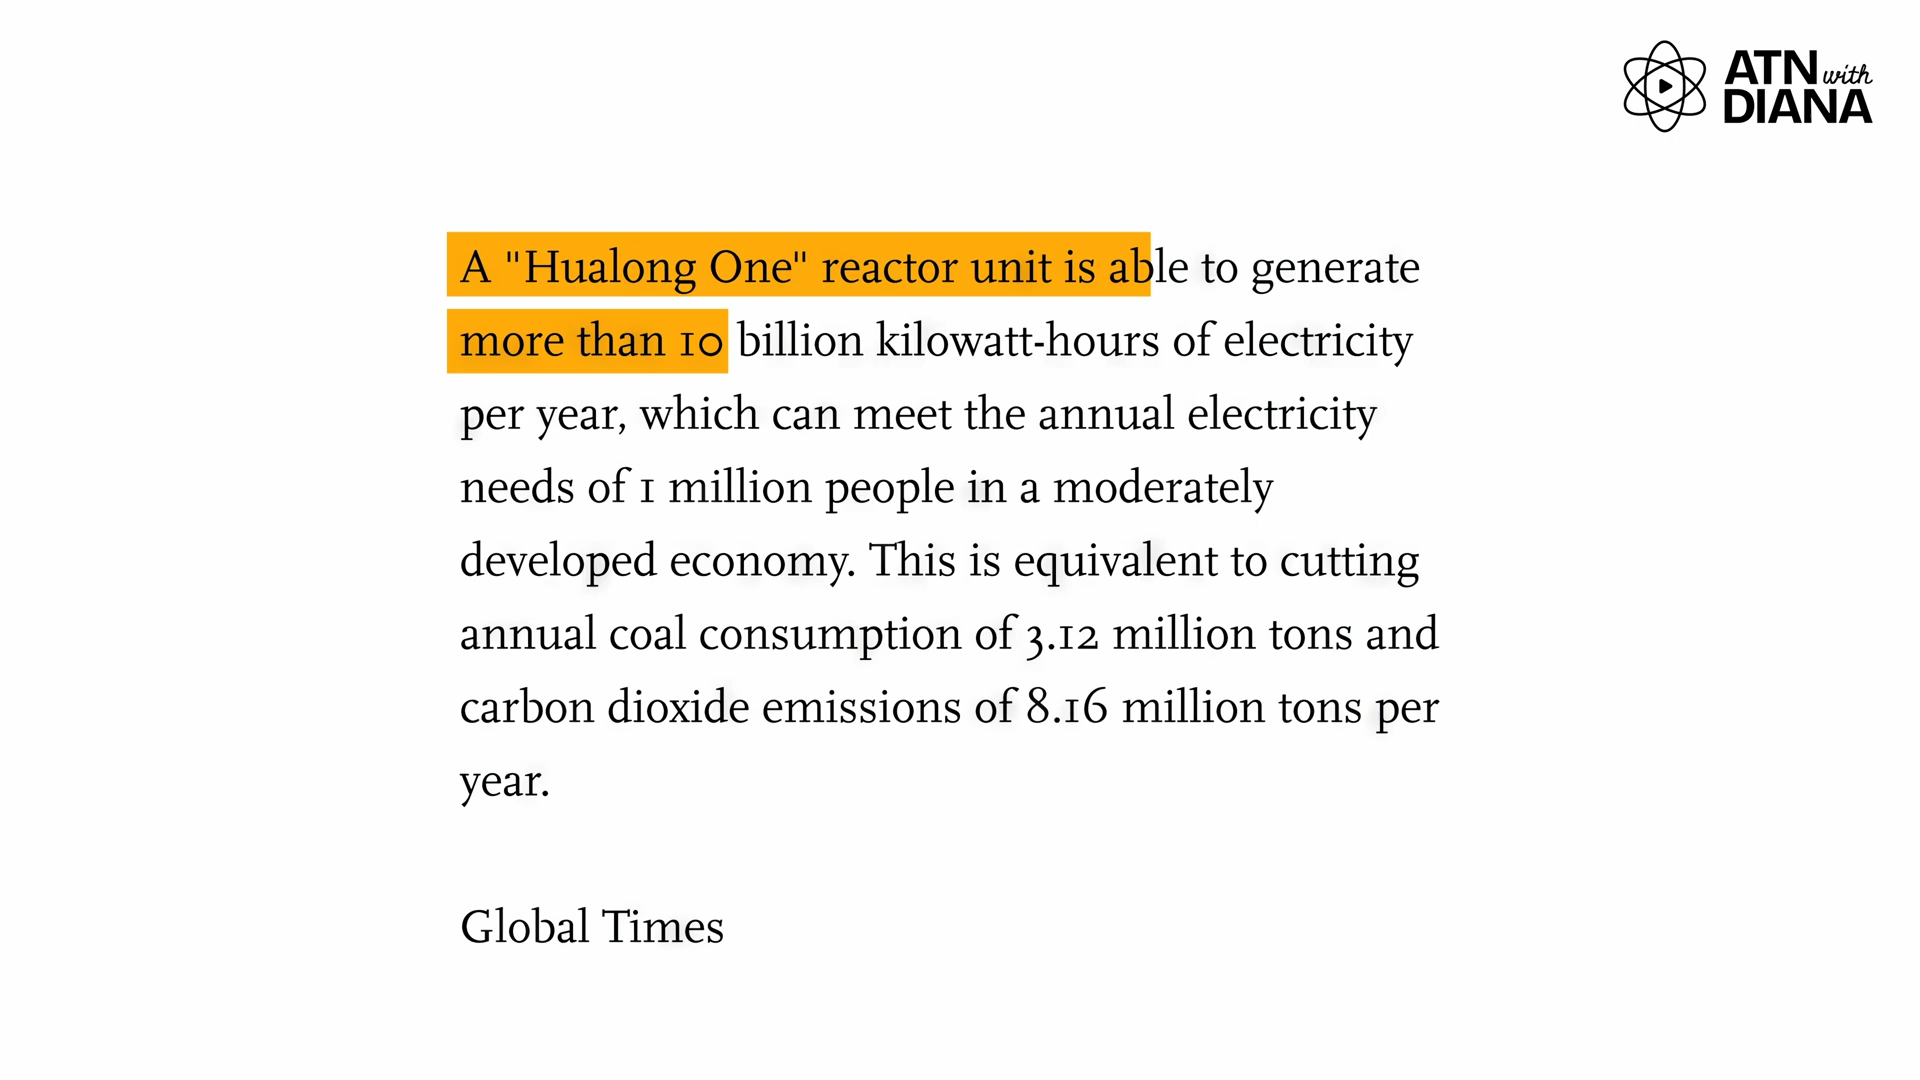 ATN with
DIANA
A "Hualong One" reactor unit is able to generate
more than 10 billion kilowatt-hours of electricity
per year, which can meet the annual electricity
needs of 1 million people in a moderately
developed economy. This is equivalent to cutting
annual coal consumption of 3.12 million tons and
carbon dioxide emissions of 8.16 million tons per
year.
Global Times